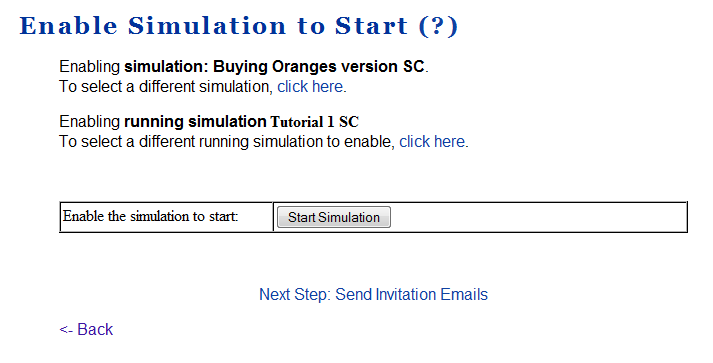 Enable Simulation to Start (?)
Enabling simulation: Buying Oranges version SC.
To select a different simulation, click here.
Enabling running simulation Tutorial 1 SC
To select a different running simulation to enable, click here.
Enable the simulation to start: Start Simulation
Next Step: Send Invitation Emails
<- Back